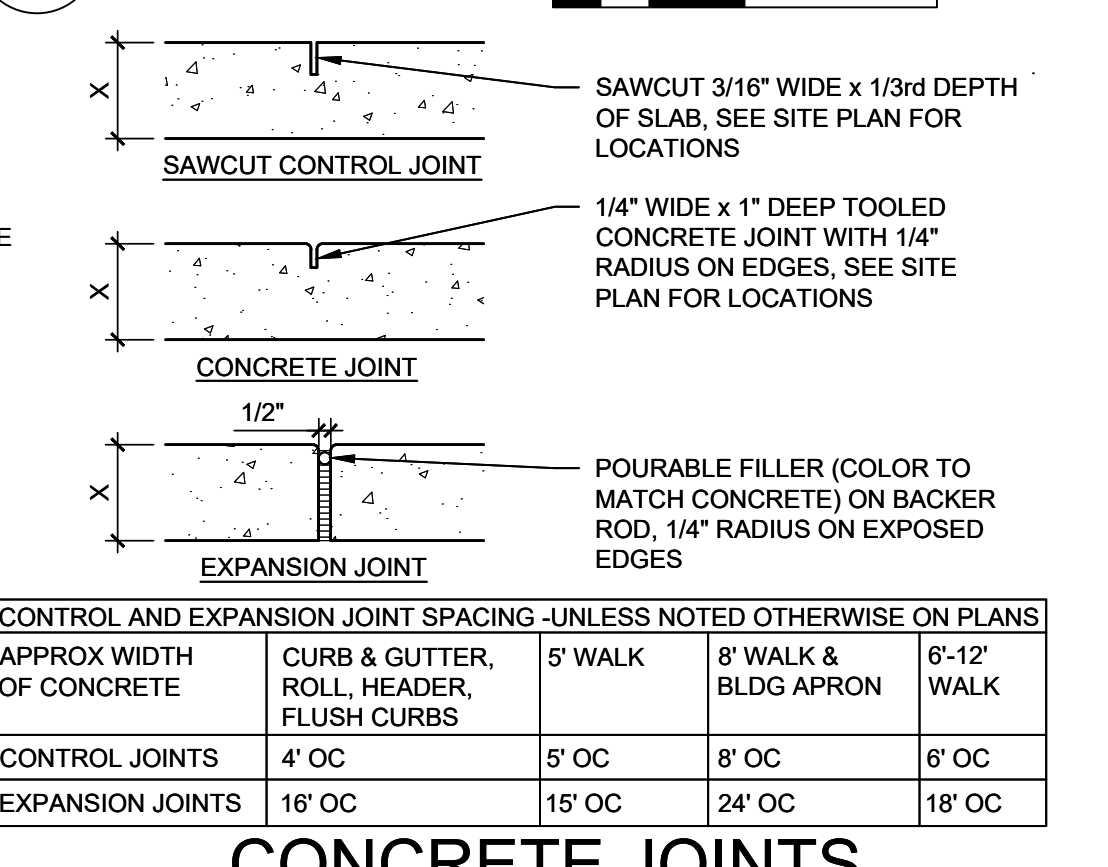 X
SAWCUT 3/16" WIDE x 1/3rd DEPTH
OF SLAB, SEE SITE PLAN FOR
LOCATIONS
SAWCUT CONTROL JOINT
E
X
1/4" WIDE x 1" DEEP TOOLED
CONCRETE JOINT WITH 1/4"
RADIUS ON EDGES, SEE SITE
PLAN FOR LOCATIONS
CONCRETE JOINT
1/2"
X
POURABLE FILLER (COLOR TO
MATCH CONCRETE) ON BACKER
ROD, 1/4" RADIUS ON EXPOSED
EDGES
EXPANSION JOINT
CONTROL AND EXPANSION JOINT SPACING -UNLESS NOTED OTHERWISE ON PLANS
APPROX WIDTH
OF CONCRETE
CURB & GUTTER,
ROLL, HEADER,
FLUSH CURBS
5' WALK
8' WALK &
BLDG APRON
6'-12'
WALK
CONTROL JOINTS 4' OC 5' OC 8' OC 6' OC
EXPANSION JOINTS 16' OC 15' OC 24' OC 18' OC
CONCRETE JOINTS